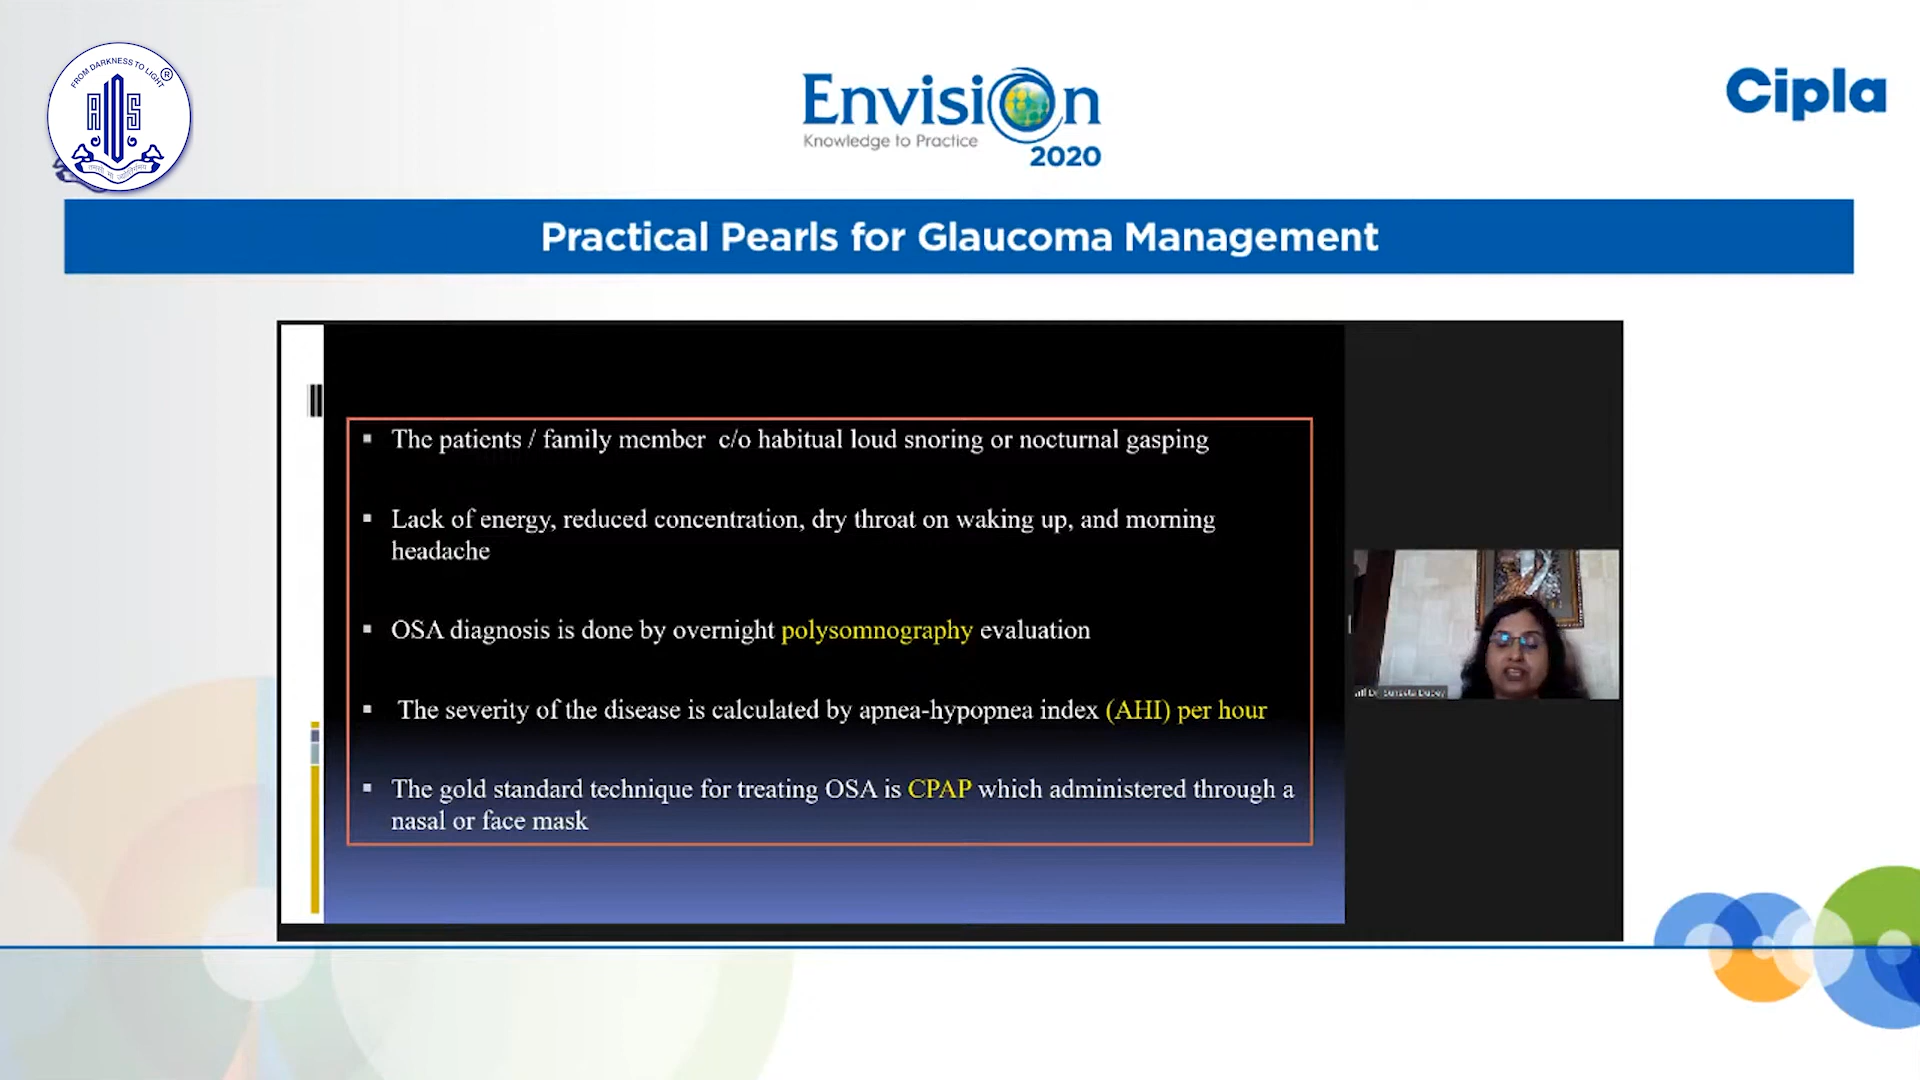 FROM DARKNESS TO LIGHT
®
AIOS
EnvisiOn
Knowledge to Practice
2020
Cipla
Practical Pearls for Glaucoma Management
▪ The patients / family member c/o habitual loud snoring or nocturnal gasping
▪ Lack of energy, reduced concentration, dry throat on waking up, and morning
headache
▪ OSA diagnosis is done by overnight polysomnography evaluation
▪ The severity of the disease is calculated by apnea-hypopnea index (AHI) per hour
▪ The gold standard technique for treating OSA is CPAP which administered through a
nasal or face mask
Dr Suneeta Dubey